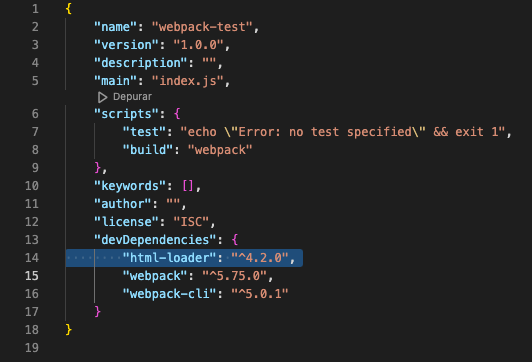 1 {
2 "name": "webpack-test",
3 "version": "1.0.0",
4 "description": "",
5 "main": "index.js",
Depurar
6 "scripts": {
7 "test": "echo \"Error: no test specified\" && exit 1",
8 "build": "webpack"
9 },
10 "keywords": [],
11 "author": "",
12 "license": "ISC",
13 "devDependencies": {
14 "html-loader": "^4.2.0",
15 "webpack": "^5.75.0",
16 "webpack-cli": "^5.0.1"
17 }
18 }
19